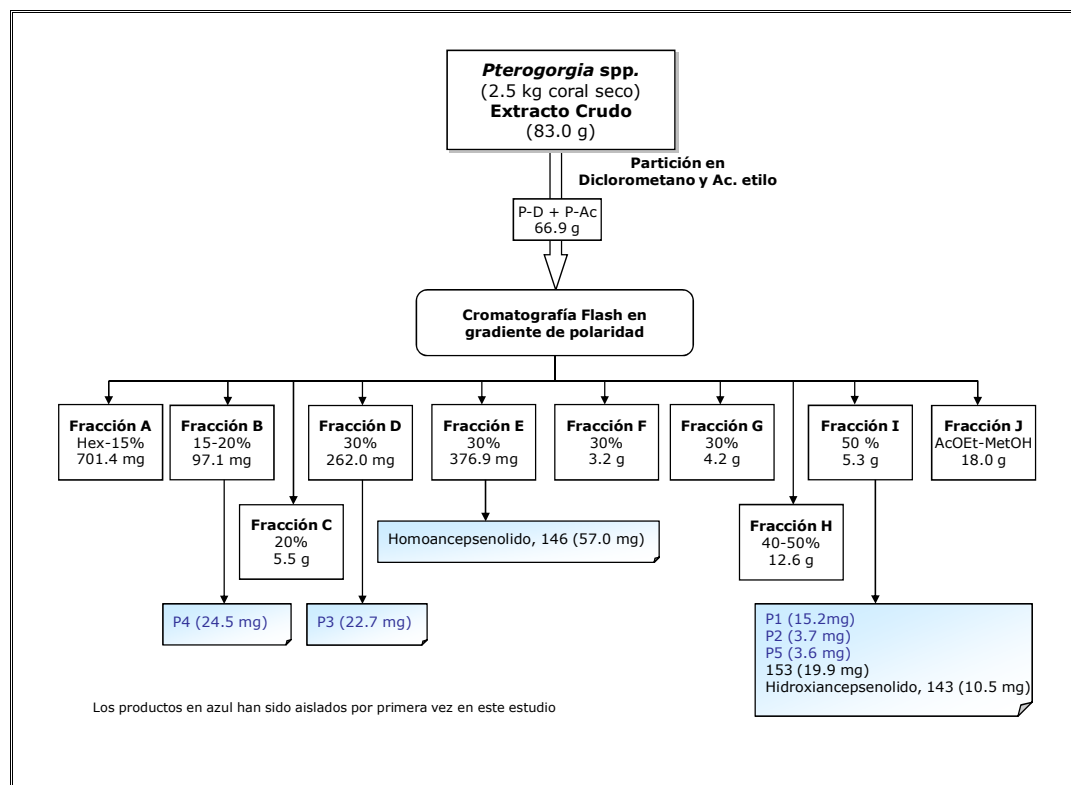 Pterogorgia spp.
(2.5 kg coral seco)
Extracto Crudo
(83.0 g)
Partición en
Diclorometano y Ac. etilo
P-D + P-Ac
66.9 g
Cromatografía Flash en
gradiente de polaridad
Fracción A
Hex-15%
701.4 mg
Fracción B
15-20%
97.1 mg
Fracción D
30%
262.0 mg
Fracción E
30%
376.9 mg
Fracción F
30%
3.2 g
Fracción G
30%
4.2 g
Fracción I
50 %
5.3 g
Fracción J
AcOEt-MetOH
18.0 g
Fracción C
20%
5.5 g
Homoancepsenolido, 146 (57.0 mg)
Fracción H
40-50%
12.6 g
P4 (24.5 mg)
P3 (22.7 mg)
P1 (15.2mg)
P2 (3.7 mg)
P5 (3.6 mg)
153 (19.9 mg)
Hidroxiancepsenolido, 143 (10.5 mg)
Los productos en azul han sido aislados por primera vez en este estudio